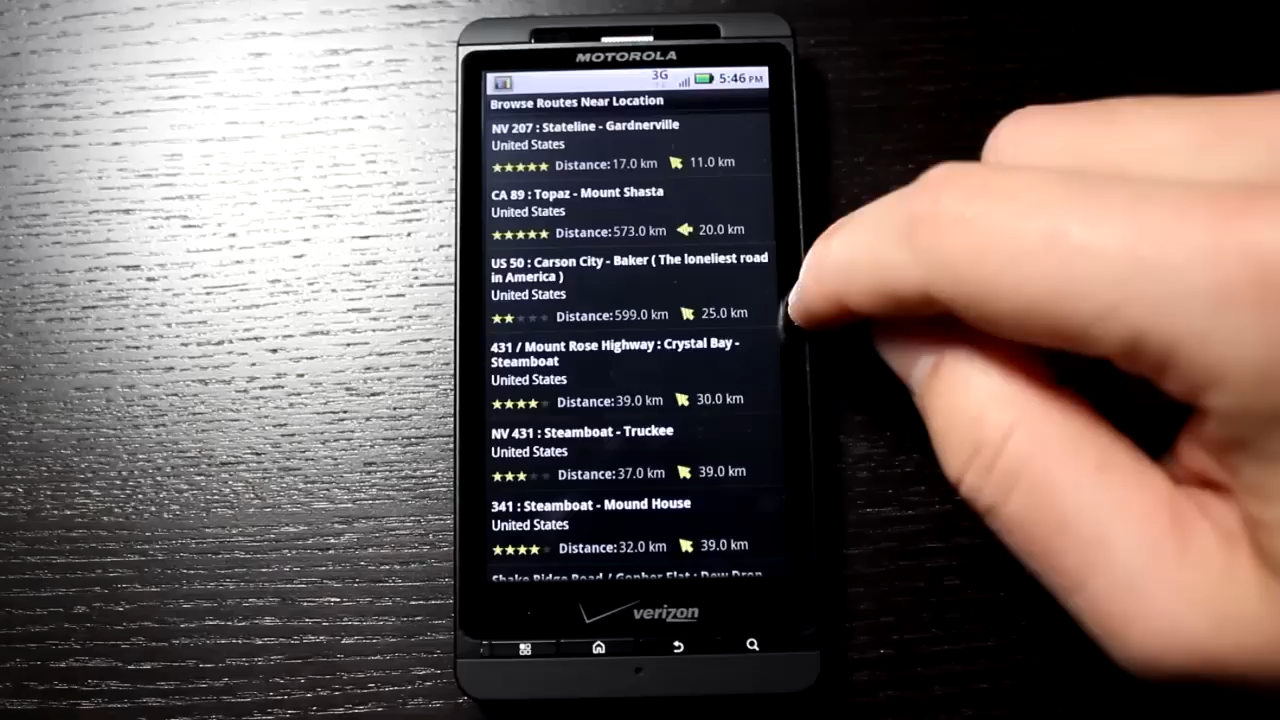 MOTOROLA
3G 5:46 PM
Browse Routes Near Location
NV 207 : Stateline - Gardnerville
United States
Distance: 17.0 km 11.0 km
CA 89 : Topaz - Mount Shasta
United States
Distance: 573.0 km 20.0 km
US 50 : Carson City - Baker ( The loneliest road
in America )
United States
Distance: 599.0 km 25.0 km
431 / Mount Rose Highway : Crystal Bay -
Steamboat
United States
Distance: 39.0 km 30.0 km
NV 431 : Steamboat - Truckee
United States
Distance: 37.0 km 39.0 km
341 : Steamboat - Mound House
United States
Distance: 32.0 km 39.0 km
Shake Ridge Road / Gopher Flat : Dew Drop
verizon